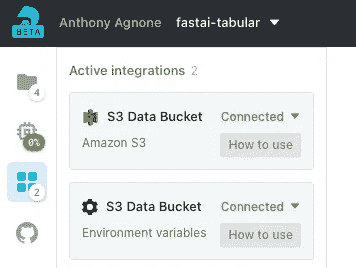 BETA
Anthony Agnone fastai-tabular
Active integrations 2
4
S3 Data Bucket Connected
Amazon S3 How to use
0%
2
S3 Data Bucket Connected
Environment variables How to use